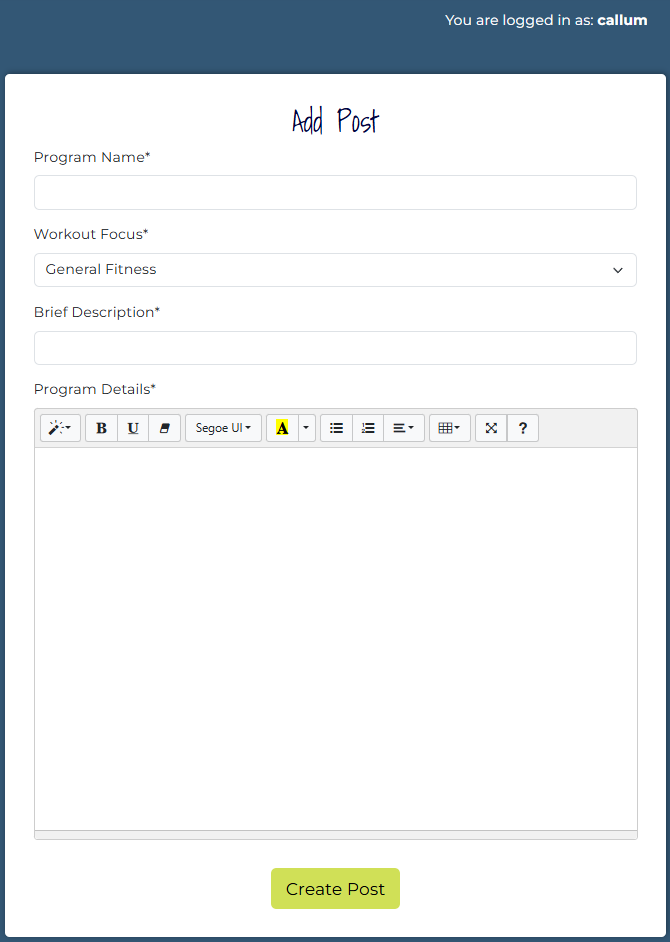 You are logged in as: callum
Add Post
Program Name*
Workout Focus*
General Fitness
Brief Description*
Program Details*
B U Segoe UI A ?
Create Post